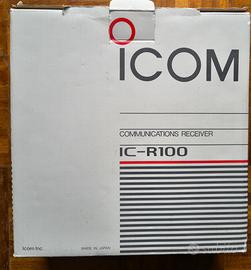 ICOM
COMMUNICATIONS RECEIVER
IC-R100
Icom Inc.
MADE IN JAPAN